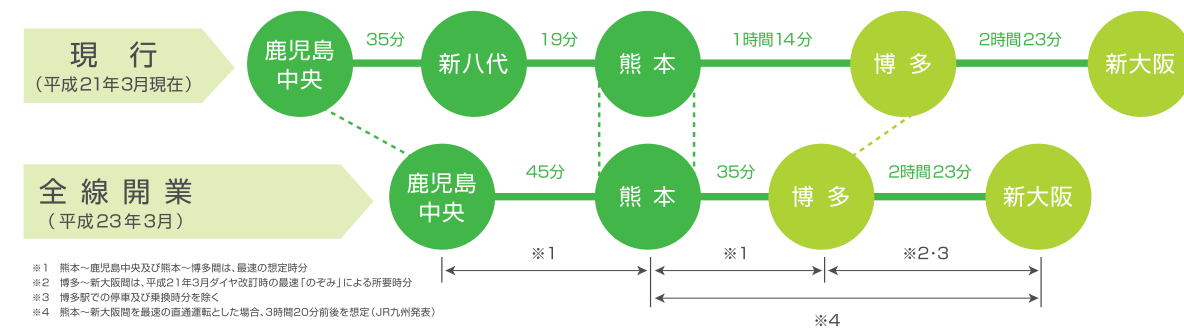 現 行
(平成21年3月現在)
鹿児島
中央
35分
新八代
19分
熊 本
1時間14分
博 多
2時間23分
新大阪
全線開業
(平成23年3月)
鹿児島
中央
45分
熊 本
35分
博 多
2時間23分
新大阪
※1
※1
※2・3
※4
※1 熊本〜鹿児島中央及び熊本〜博多間は、最速の想定時分
※2 博多〜新大阪間は、平成21年3月ダイヤ改訂時の最速「のぞみ」による所要時分
※3 博多駅での停車及び乗換時分を除く
※4 熊本〜新大阪間を最速の直通運転とした場合、3時間20分前後を想定(JR九州発表)